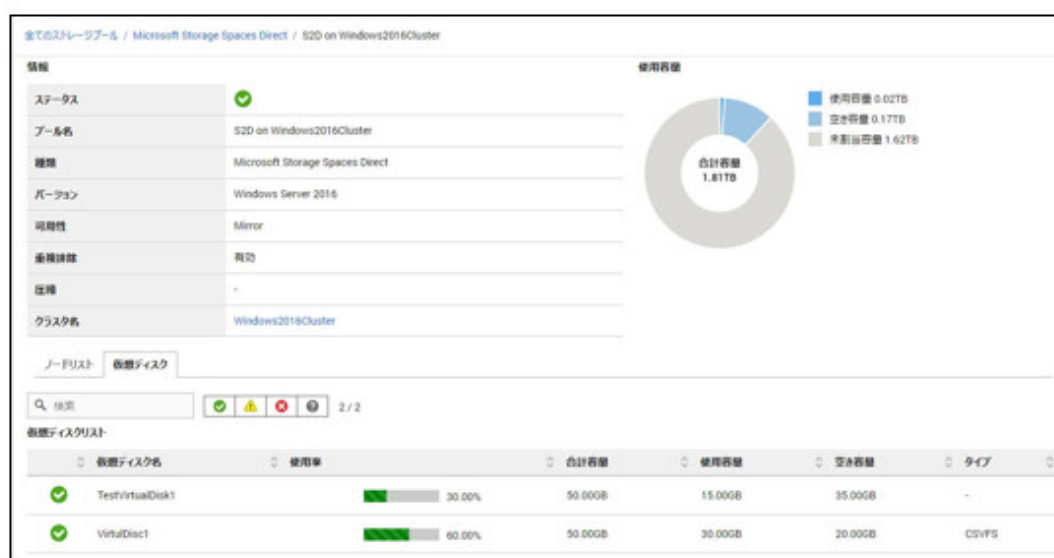 全てのストレージプール / Microsoft Storage Spaces Direct / S2D on Windows2016Cluster
情報
ステータス
プール名 S2D on Windows2016Cluster
種類 Microsoft Storage Spaces Direct
バージョン Windows Server 2016
可用性 Mirror
重複排除 有効
圧縮 -
クラスタ名 Windows2016Cluster
使用容量
使用容量 0.02TB
空き容量 0.17TB
未割当容量 1.62TB
合計容量
1.81TB
ノードリスト 仮想ディスク
検索 2 / 2
仮想ディスクリスト
仮想ディスク名 使用率 合計容量 使用容量 空き容量 タイプ
TestVirtualDisk1 30.00% 50.00GB 15.00GB 35.00GB -
VirtulDisc1 60.00% 50.00GB 30.00GB 20.00GB CSVFS